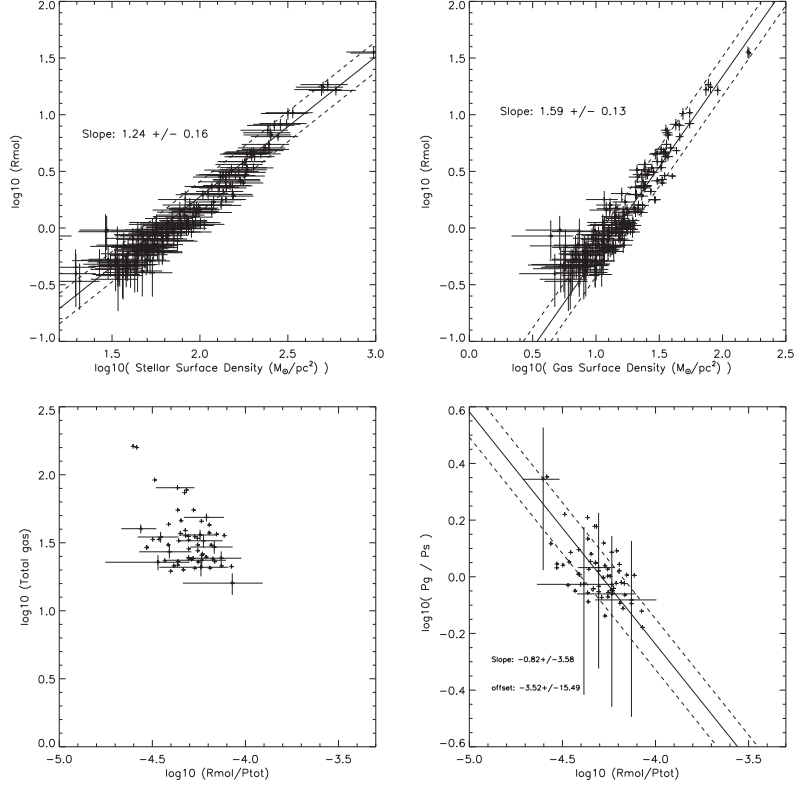 2.0
1.5
1.0
0.5
0.0
−0.5
−1.0
log10 (Rmol)
Slope: 1.24 +/− 0.16
1.5 2.0 2.5 3.0
log10( Stellar Surface Density (M⊙/pc²) )
2.0
1.5
1.0
0.5
0.0
−0.5
−1.0
log10 (Rmol)
Slope: 1.59 +/− 0.13
0.0 0.5 1.0 1.5 2.0 2.5
log10( Gas Surface Density (M⊙/pc²) )
2.5
2.0
1.5
1.0
0.5
0.0
log10 (Total gas)
−5.0 −4.5 −4.0 −3.5
log10 (Rmol/Ptot)
0.6
0.4
0.2
0.0
−0.2
−0.4
−0.6
log10( Pg / Ps )
Slope: −0.82+/−3.58
offset: −3.52+/−15.49
−5.0 −4.5 −4.0 −3.5
log10 (Rmol/Ptot)